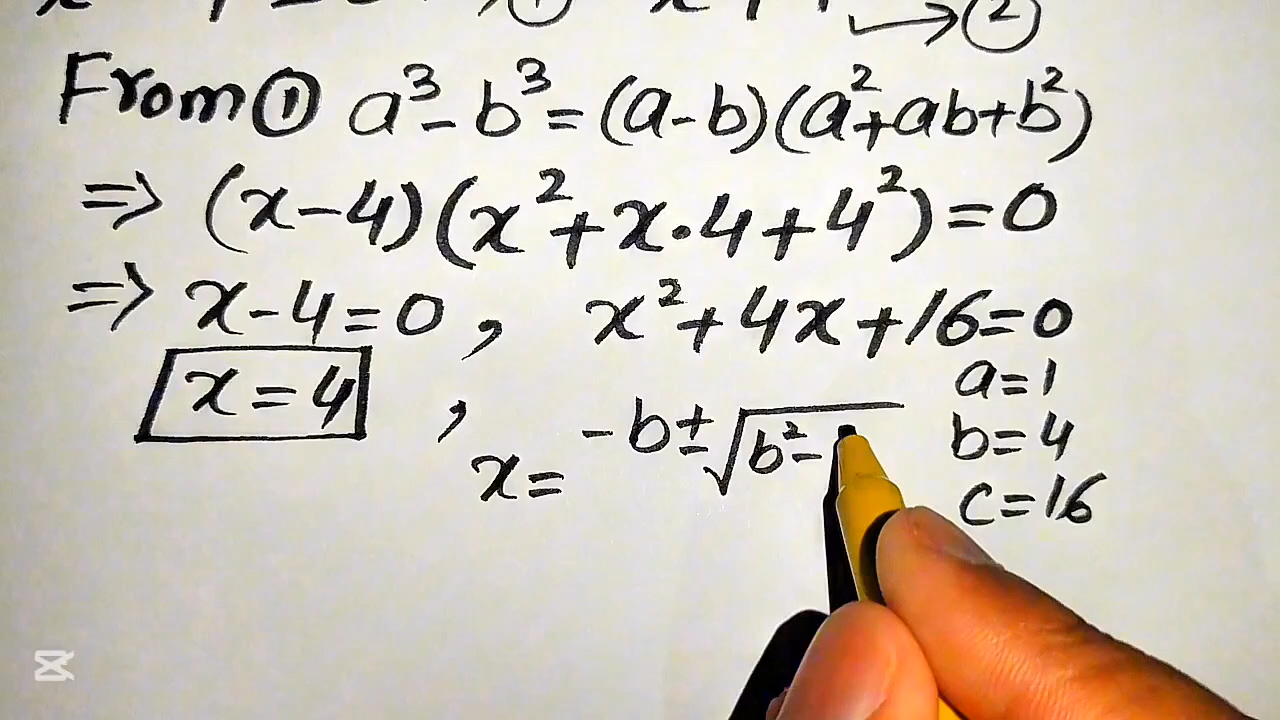 From ① a³-b³=(a-b)(a²+ab+b²)
⇒ (x-4)(x²+x·4+4²)=0
⇒ x-4=0, x²+4x+16=0
x=4 , x= -b±√b²-
a=1
b=4
c=16